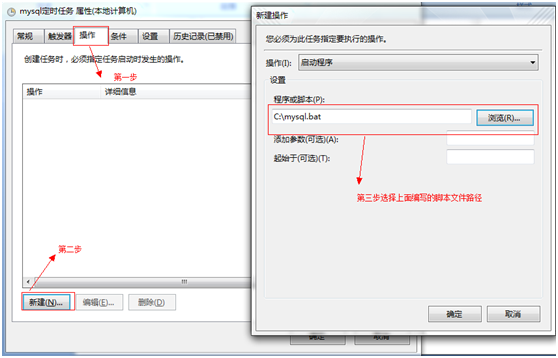 mysql定时任务 属性(本地计算机)
常规 触发器 操作 条件 设置 历史记录(已禁用)
创建任务时，必须指定任务启动时发生的操作。
第一步
操作 详细信息
第二步
新建(N)... 编辑(E)... 删除(D)
确定 取消
新建操作
您必须为此任务指定要执行的操作。
操作(I): 启动程序
设置
程序或脚本(P):
C:\mysql.bat 浏览(R)...
添加参数(可选)(A):
起始于(可选)(T):
第三步选择上面编写的脚本文件路径
确定 取消